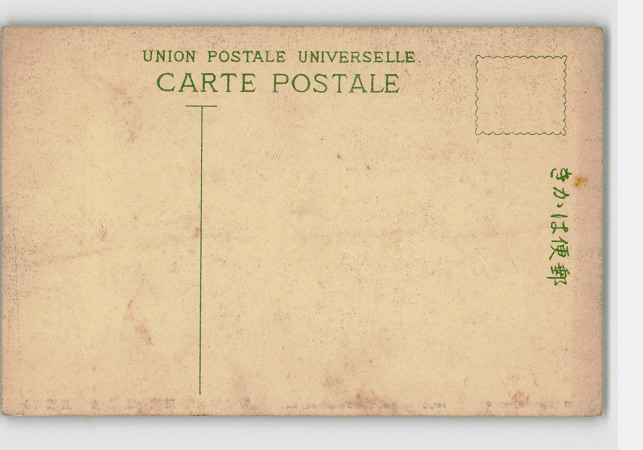 UNION POSTALE UNIVERSELLE.
CARTE POSTALE
郵便はかき